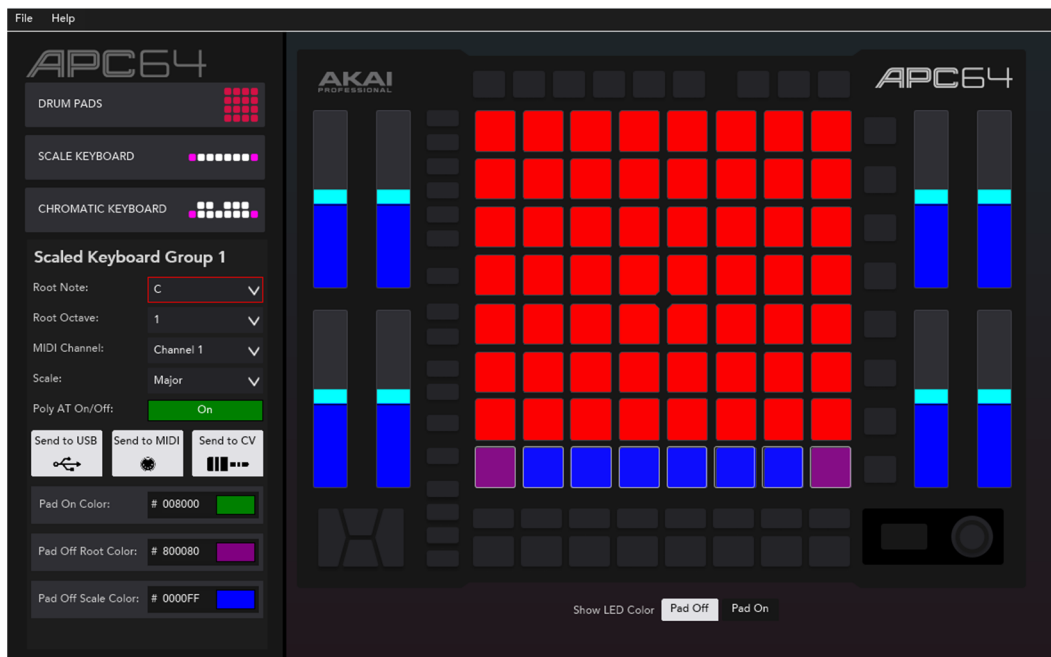 File Help
APC64
DRUM PADS
SCALE KEYBOARD
CHROMATIC KEYBOARD
Scaled Keyboard Group 1
Root Note: C
Root Octave: 1
MIDI Channel: Channel 1
Scale: Major
Poly AT On/Off: On
Send to USB Send to MIDI Send to CV
Pad On Color: # 008000
Pad Off Root Color: # 800080
Pad Off Scale Color: # 0000FF
AKAI
PROFESSIONAL
APC64
Show LED Color Pad Off Pad On